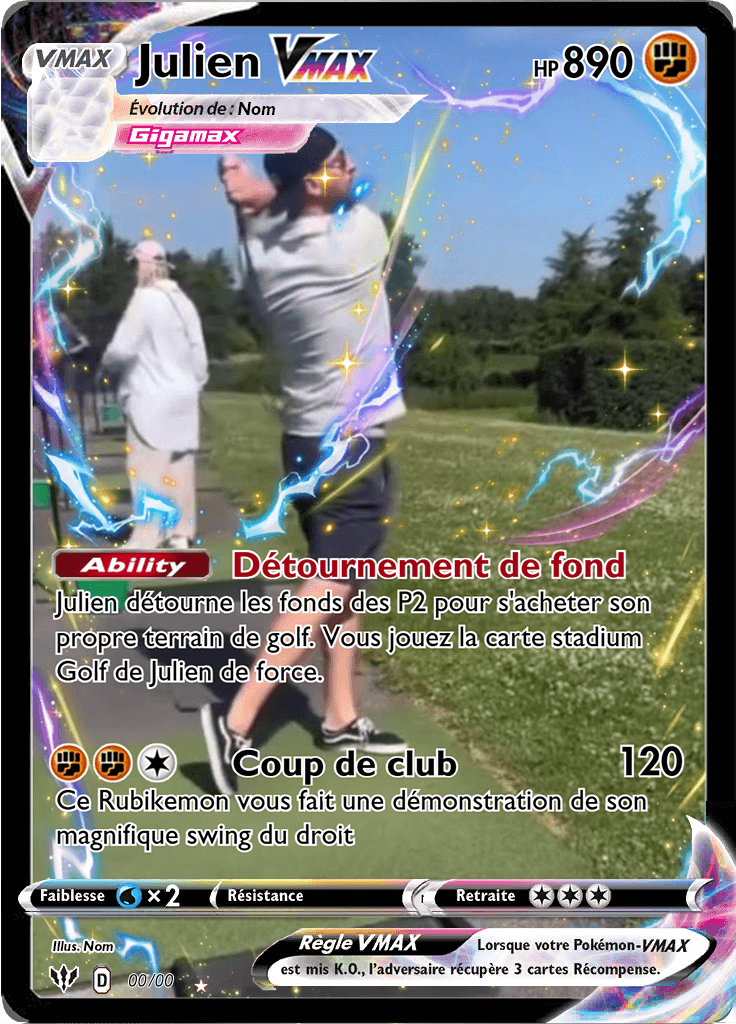 VMAX
Julien VMAX
HP 890
Évolution de : Nom
Gigamax
Ability Détournement de fond
Julien détourne les fonds des P2 pour s'acheter son
propre terrain de golf. Vous jouez la carte stadium
Golf de Julien de force.
Coup de club 120
Ce Rubikemon vous fait une démonstration de son
magnifique swing du droit
Faiblesse ×2 Résistance Retraite
Illus. Nom
Règle VMAX Lorsque votre Pokémon-VMAX
est mis K.O., l'adversaire récupère 3 cartes Récompense.
D 00/00